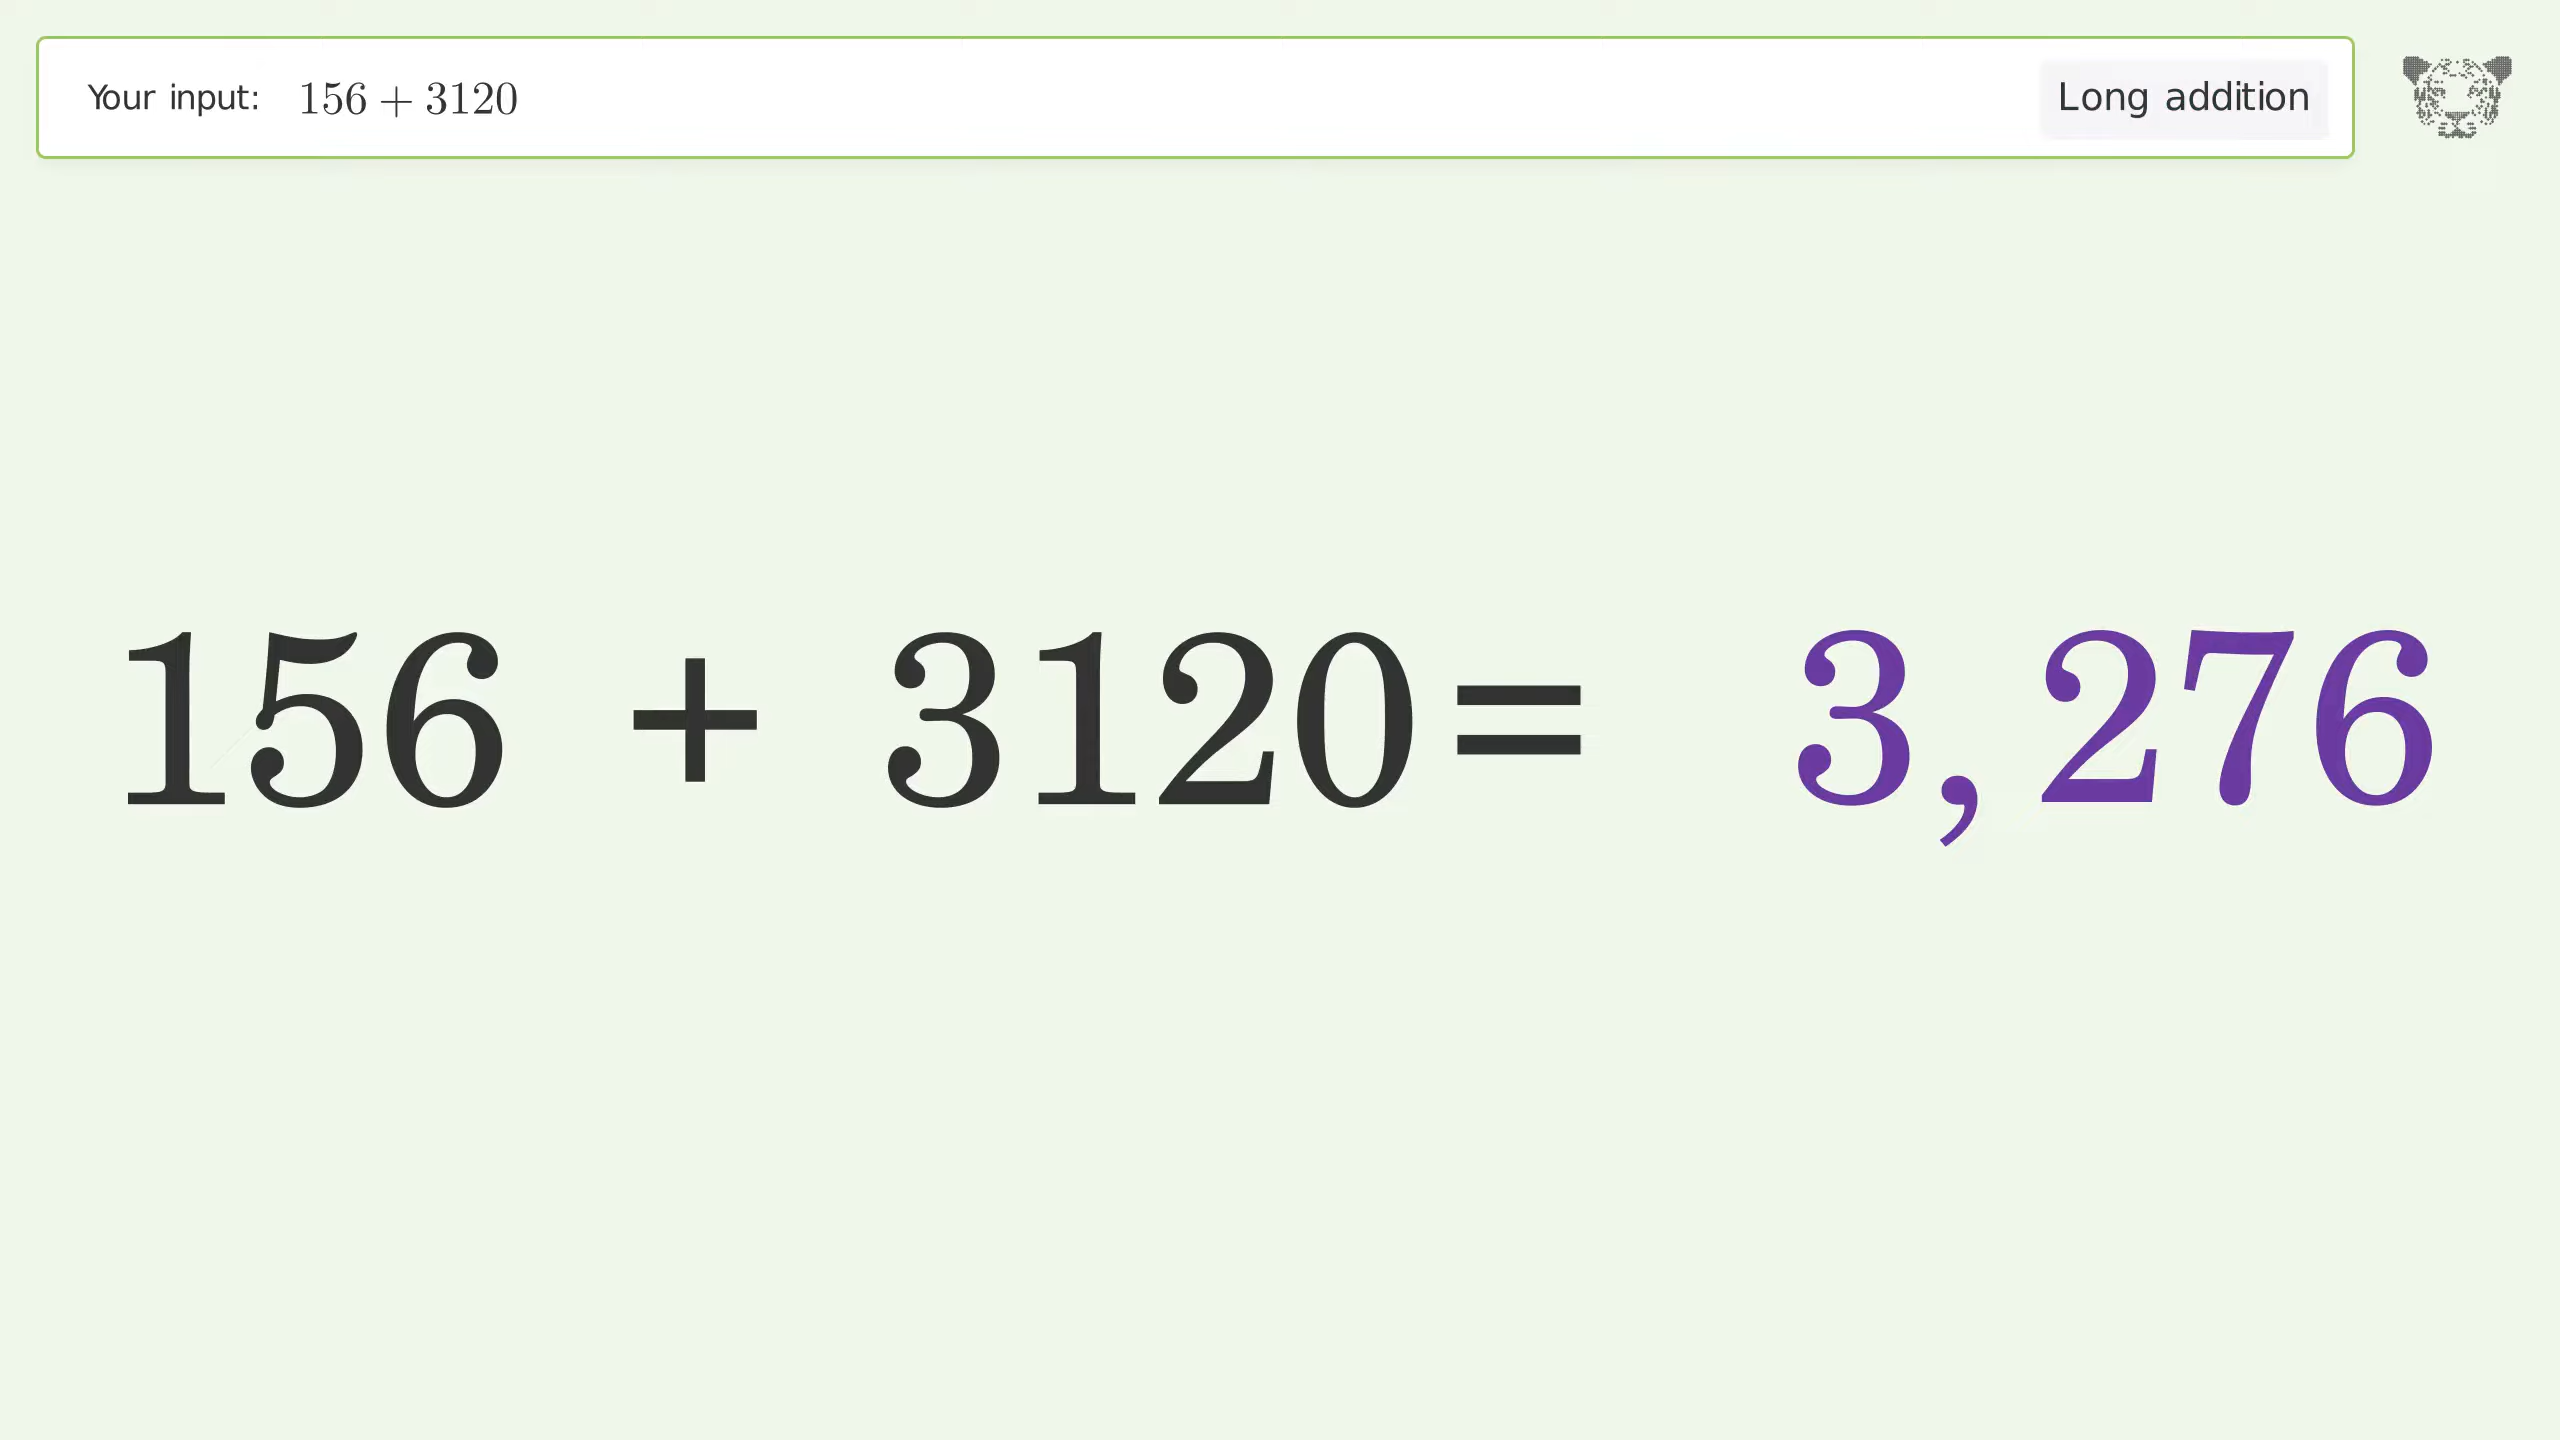 Your input: 156 + 3120 Long addition
156 + 3120 = 3,276